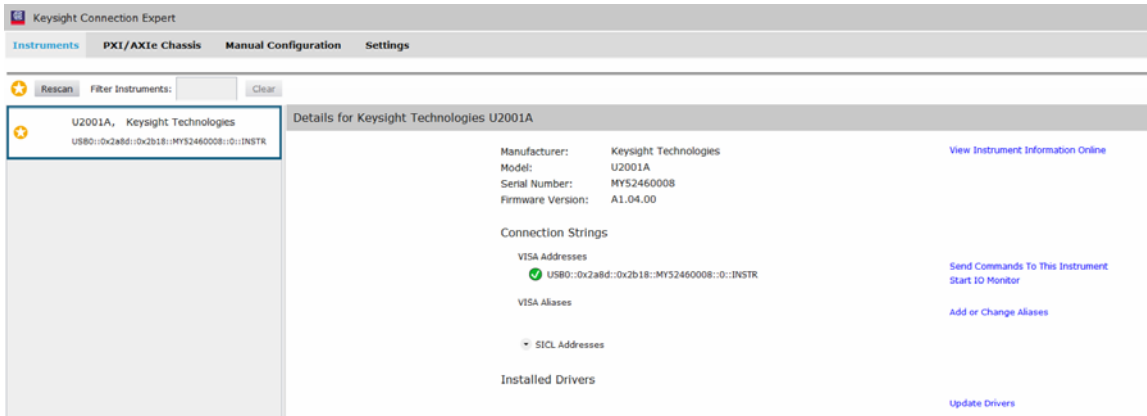 Keysight Connection Expert
Instruments PXI/AXIe Chassis Manual Configuration Settings
Rescan Filter Instruments: Clear
U2001A, Keysight Technologies
USB0::0x2a8d::0x2b18::MY52460008::0::INSTR
Details for Keysight Technologies U2001A
Manufacturer: Keysight Technologies View Instrument Information Online
Model: U2001A
Serial Number: MY52460008
Firmware Version: A1.04.00
Connection Strings
VISA Addresses
Send Commands To This Instrument
USB0::0x2a8d::0x2b18::MY52460008::0::INSTR
Start IO Monitor
VISA Aliases
Add or Change Aliases
SICL Addresses
Installed Drivers
Update Drivers